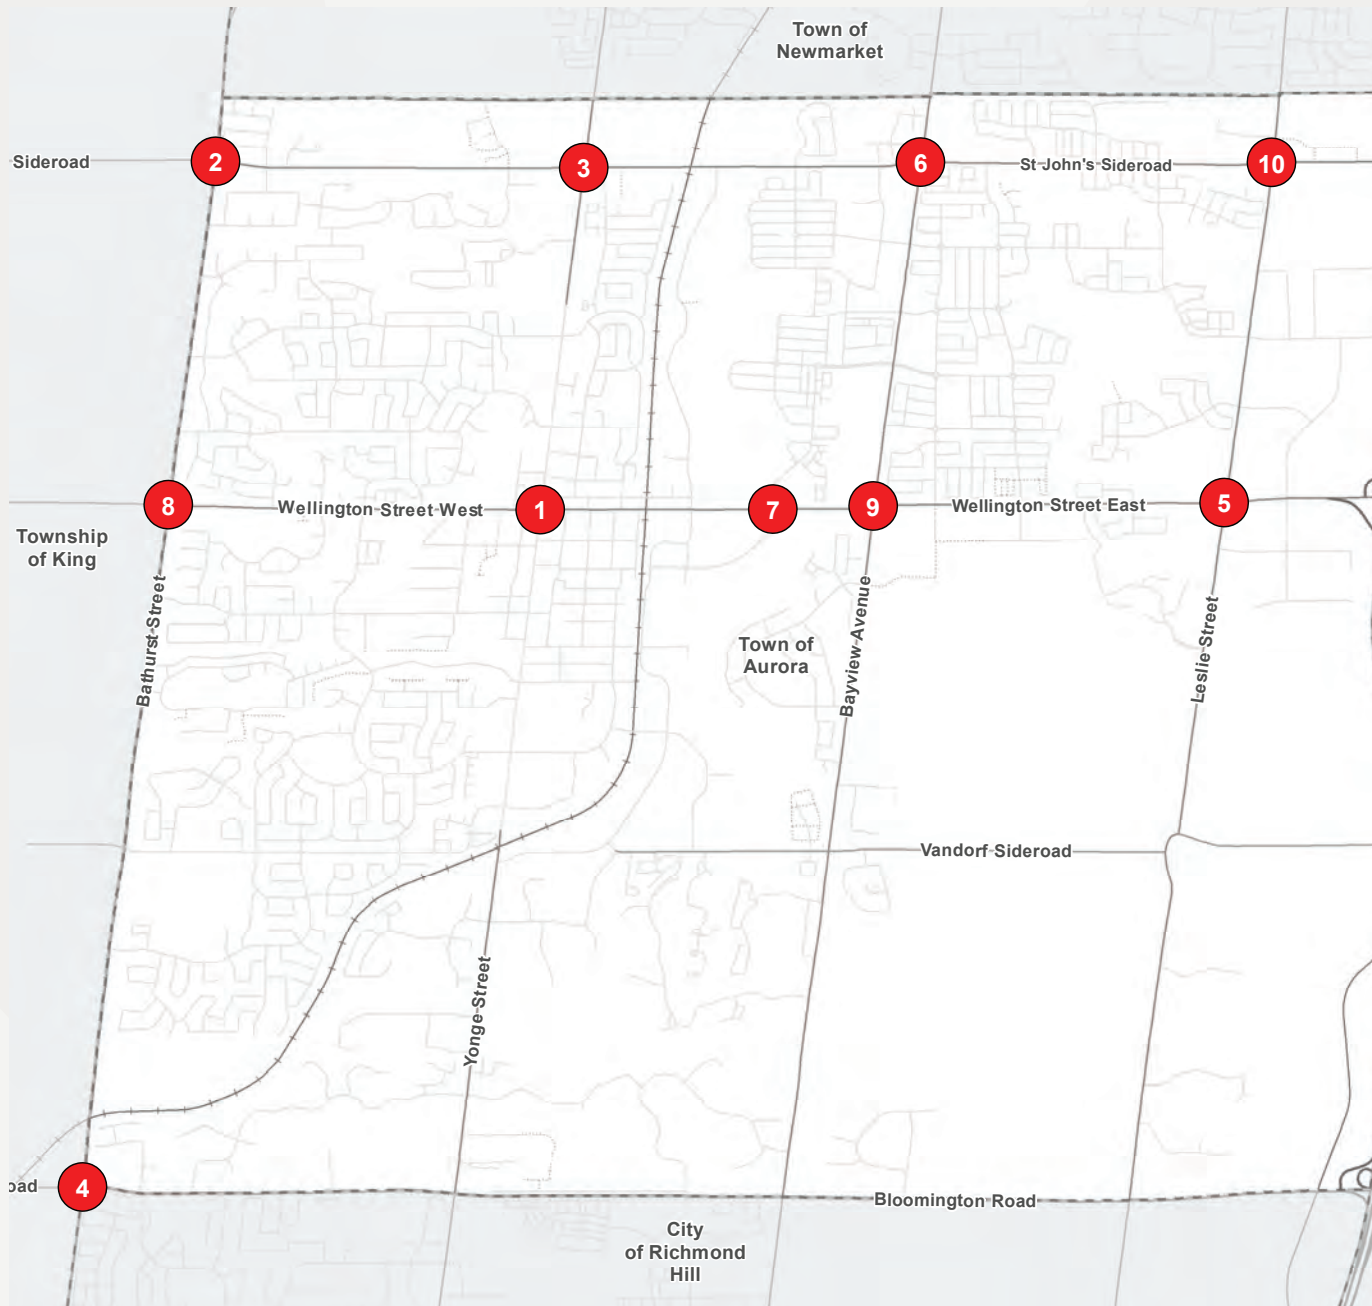 Town of
Newmarket
Sideroad
2
3
6
St John's Sideroad
10
8
Wellington Street West
1
7
9
Wellington Street East
5
Township
of King
Bathurst Street
Town of
Aurora
Bayview Avenue
Leslie Street
Vandorf Sideroad
Yonge Street
oad
4
Bloomington Road
City
of Richmond
Hill